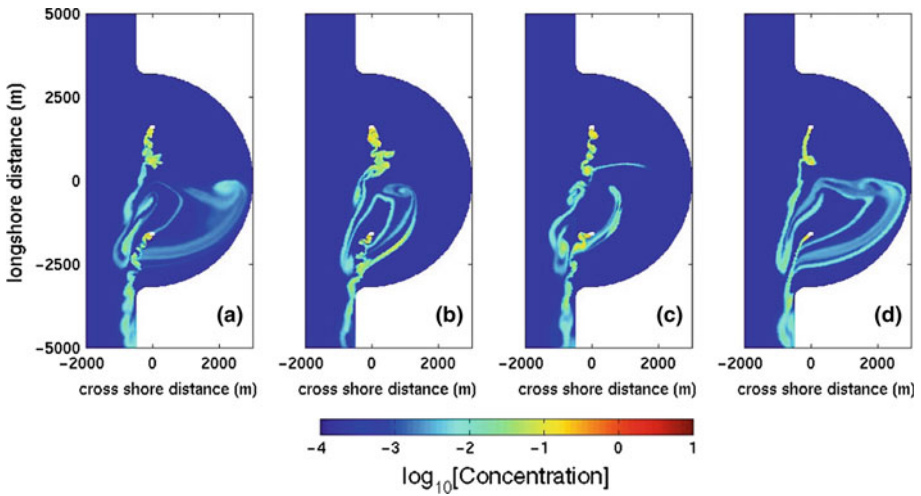 5000
2500
0
−2500
−5000
longshore distance (m)
(a)
(b)
(c)
(d)
−2000 0 2000
−2000 0 2000
−2000 0 2000
−2000 0 2000
cross shore distance (m)
cross shore distance (m)
cross shore distance (m)
cross shore distance (m)
−4 −3 −2 −1 0 1
log10[Concentration]